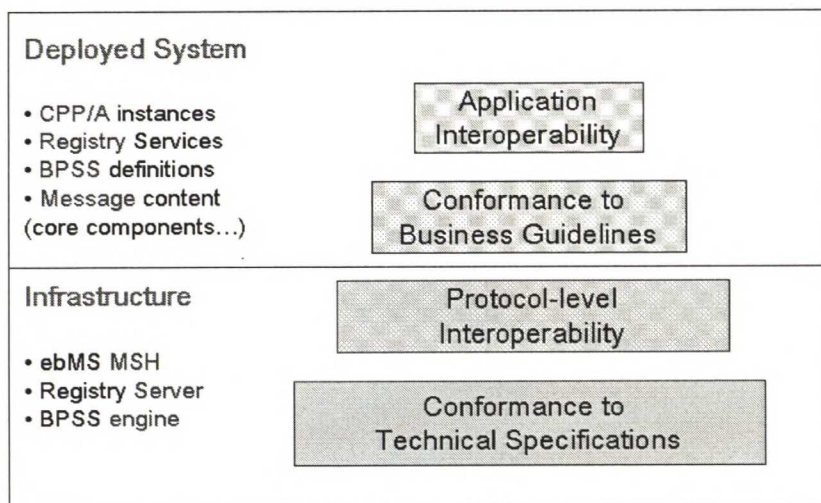 Deployed System
• CPP/A instances
• Registry Services
• BPSS definitions
• Message content
(core components...)
Application
Interoperability
Conformance to
Business Guidelines
Infrastructure
• ebMS MSH
• Registry Server
• BPSS engine
Protocol-level
Interoperability
Conformance to
Technical Specifications